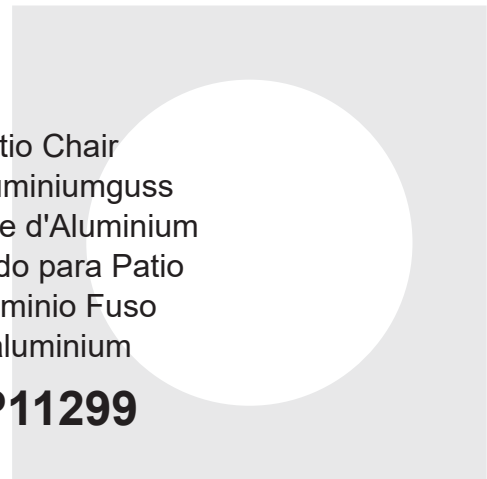 tio Chair
uminiumguss
e d'Aluminium
do para Patio
minio Fuso
aluminium
11299